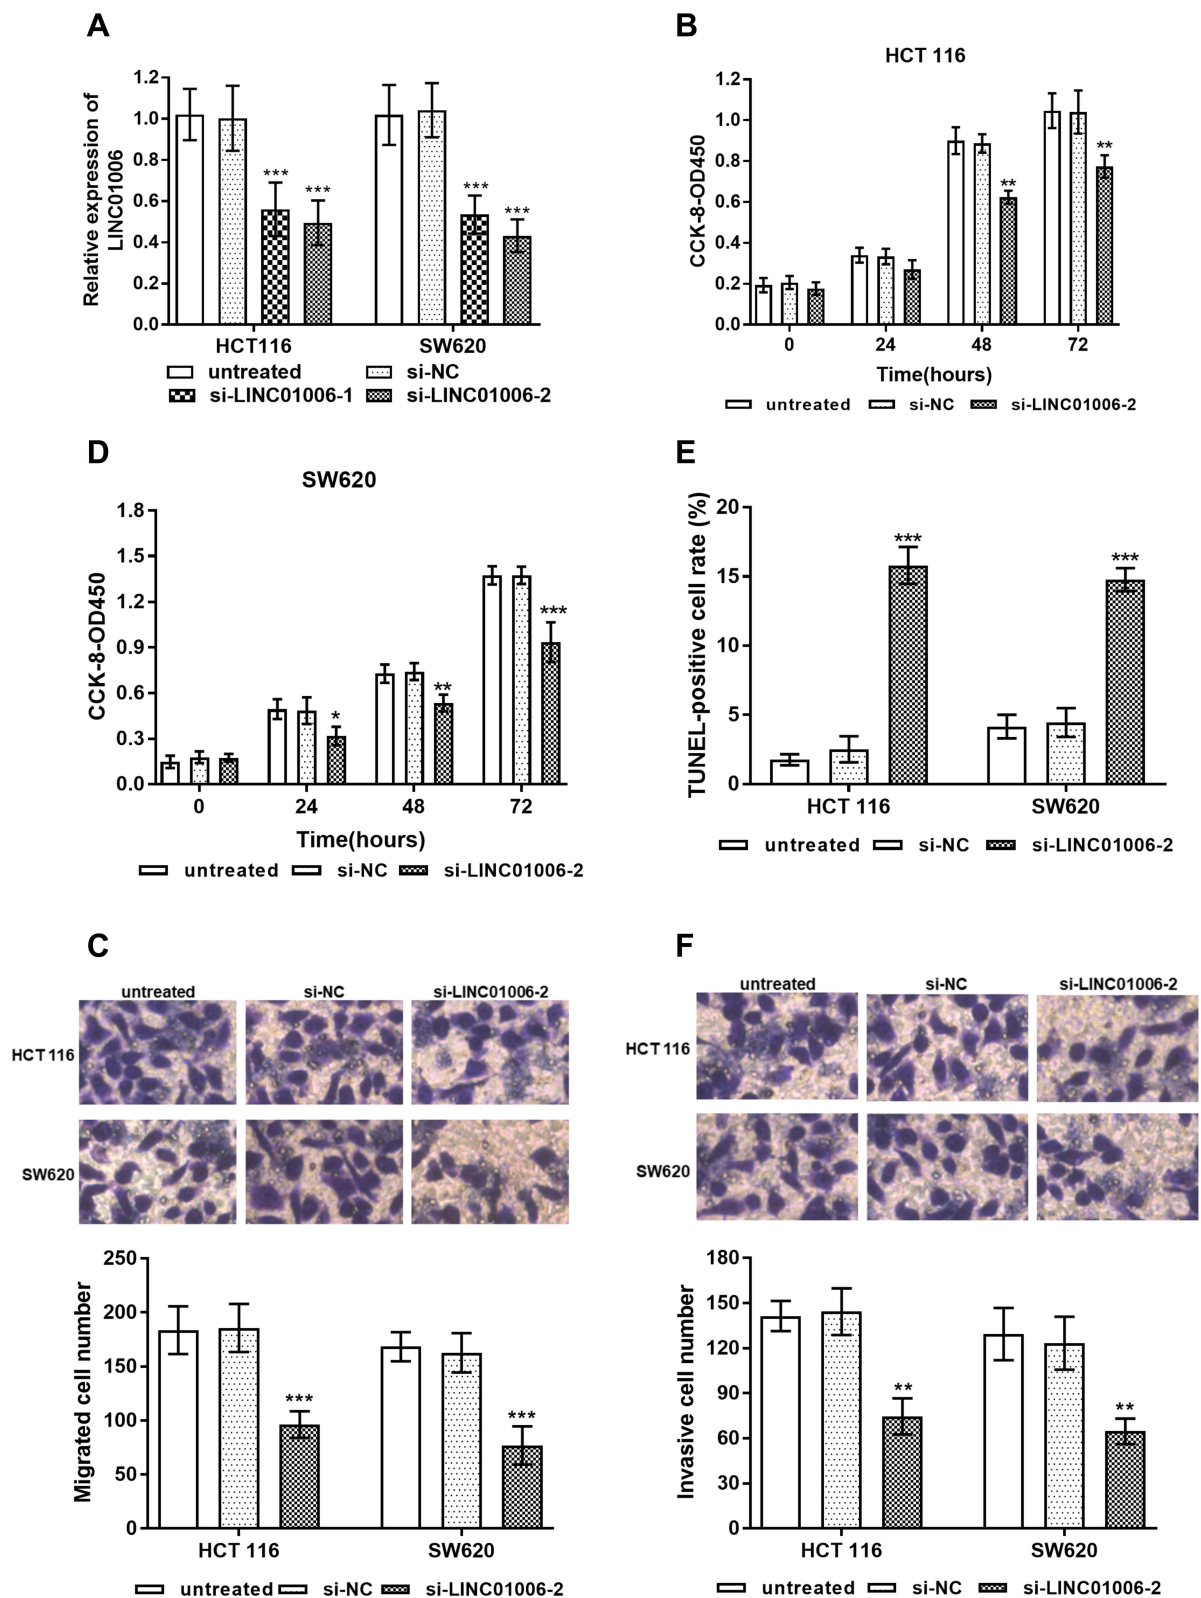 A
Relative expression of
LINC01006
1.2
1.0
0.8
0.6
0.4
0.2
0.0
***
***
***
***
HCT116
SW620
untreated
si-NC
si-LINC01006-1
si-LINC01006-2
B
HCT 116
CCK-8-OD450
1.2
1.0
0.8
0.6
0.4
0.2
0.0
**
**
0
24
48
72
Time(hours)
untreated
si-NC
si-LINC01006-2
D
SW620
CCK-8-OD450
1.8
1.5
1.2
0.9
0.6
0.3
0.0
*
**
***
0
24
48
72
Time(hours)
untreated
si-NC
si-LINC01006-2
E
TUNEL-positive cell rate (%)
20
15
10
5
0
***
***
HCT 116
SW620
untreated
si-NC
si-LINC01006-2
C
untreated
si-NC
si-LINC01006-2
HCT 116
SW620
Migrated cell number
250
200
150
100
50
0
***
***
HCT 116
SW620
untreated
si-NC
si-LINC01006-2
F
untreated
si-NC
si-LINC01006-2
HCT 116
SW620
Invasive cell number
180
150
120
90
60
30
0
**
**
HCT 116
SW620
untreated
si-NC
si-LINC01006-2